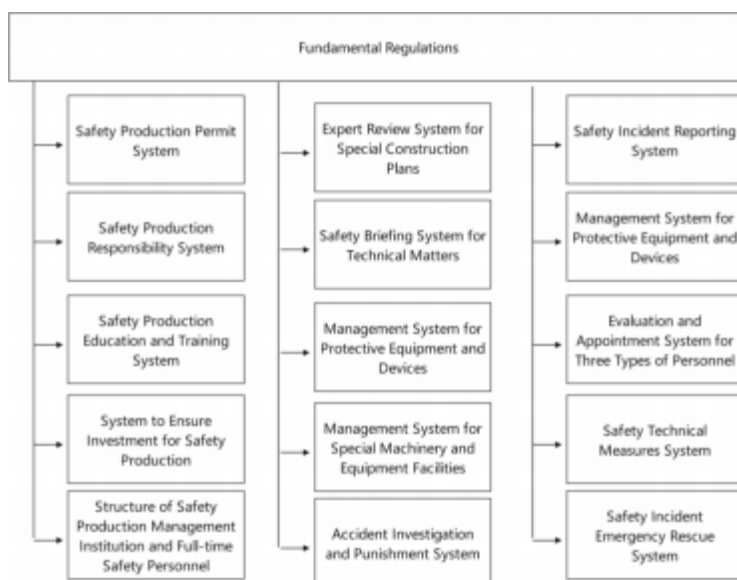 Fundamental Regulations
Safety Production Permit
System
Safety Production
Responsibility System
Safety Production
Education and Training
System
System to Ensure
Investment for Safety
Production
Structure of Safety
Production Management
Institution and Full-time
Safety Personnel
Expert Review System for
Special Construction
Plans
Safety Briefing System for
Technical Matters
Management System for
Protective Equipment and
Devices
Management System for
Special Machinery and
Equipment Facilities
Accident Investigation
and Punishment System
Safety Incident Reporting
System
Management System for
Protective Equipment and
Devices
Evaluation and
Appointment System for
Three Types of Personnel
Safety Technical
Measures System
Safety Incident
Emergency Rescue
System